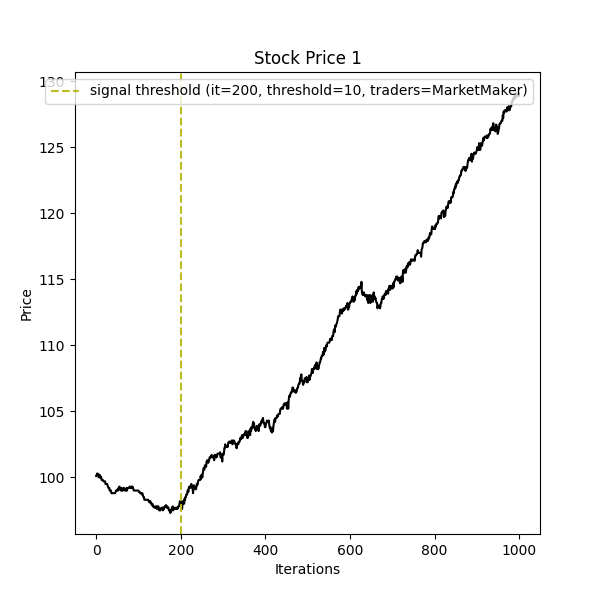 Stock Price 1
signal threshold (it=200, threshold=10, traders=MarketMaker)
130
125
120
115
110
105
100
Price
0 200 400 600 800 1000
Iterations